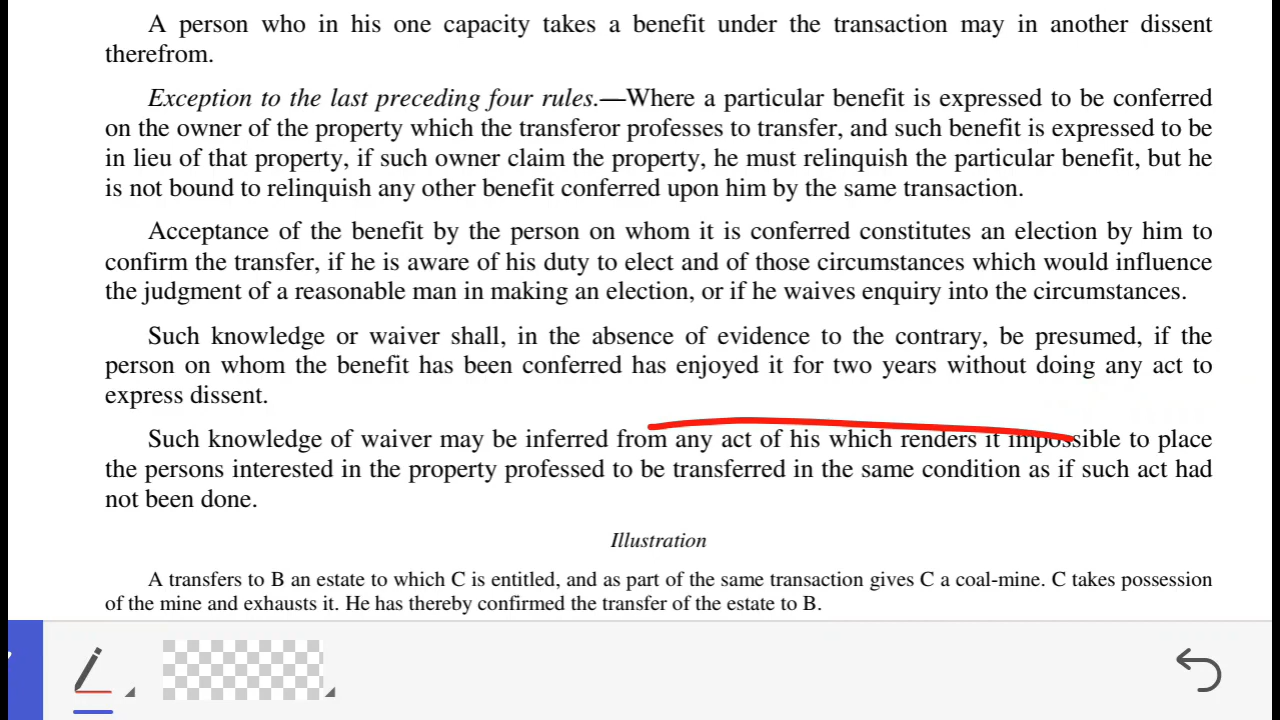 A person who in his one capacity takes a benefit under the transaction may in another dissent
therefrom.
Exception to the last preceding four rules.—Where a particular benefit is expressed to be conferred
on the owner of the property which the transferor professes to transfer, and such benefit is expressed to be
in lieu of that property, if such owner claim the property, he must relinquish the particular benefit, but he
is not bound to relinquish any other benefit conferred upon him by the same transaction.
Acceptance of the benefit by the person on whom it is conferred constitutes an election by him to
confirm the transfer, if he is aware of his duty to elect and of those circumstances which would influence
the judgment of a reasonable man in making an election, or if he waives enquiry into the circumstances.
Such knowledge or waiver shall, in the absence of evidence to the contrary, be presumed, if the
person on whom the benefit has been conferred has enjoyed it for two years without doing any act to
express dissent.
Such knowledge of waiver may be inferred from any act of his which renders it impossible to place
the persons interested in the property professed to be transferred in the same condition as if such act had
not been done.
Illustration
A transfers to B an estate to which C is entitled, and as part of the same transaction gives C a coal-mine. C takes possession
of the mine and exhausts it. He has thereby confirmed the transfer of the estate to B.